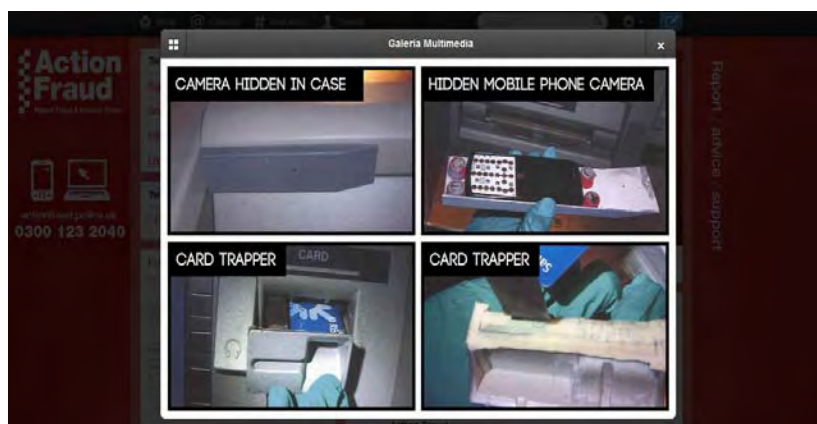 Galería Multimedia
x
Action
Fraud
actionfraud.police.uk
0300 123 2040
Report / advice / support
CAMERA HIDDEN IN CASE
HIDDEN MOBILE PHONE CAMERA
CARD TRAPPER
CARD
CARD TRAPPER